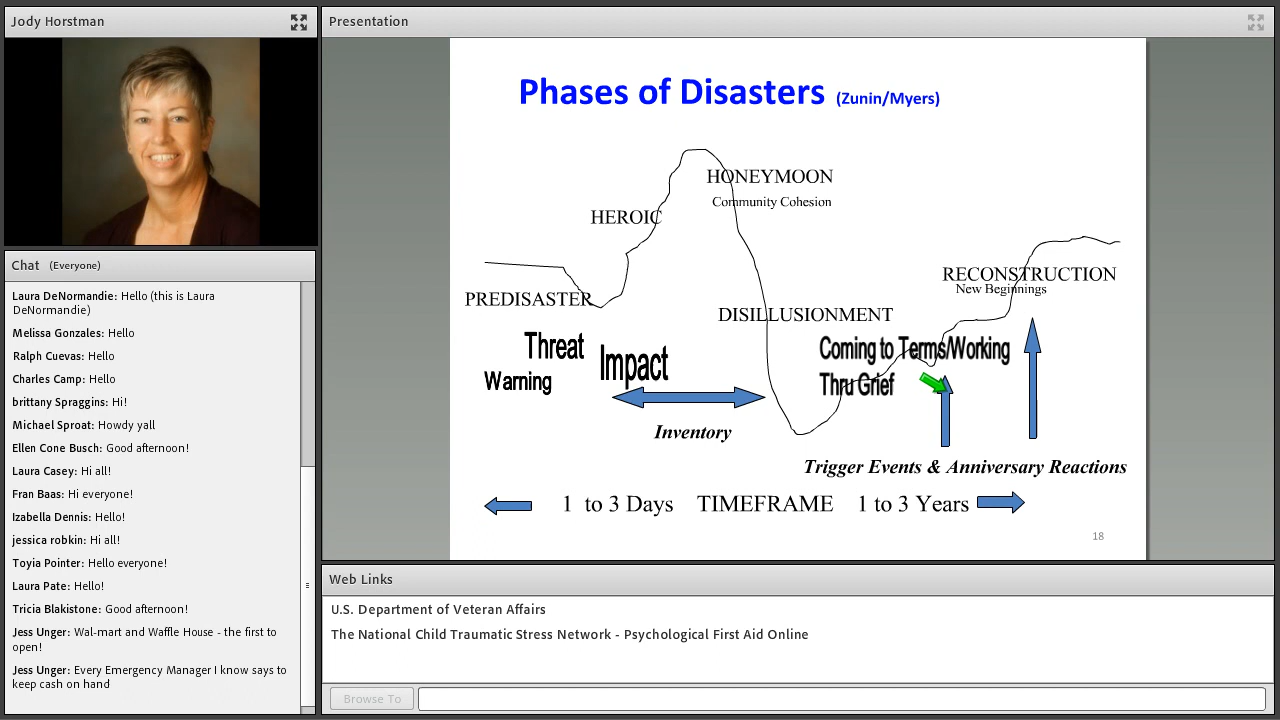 Jody Horstman
Chat (Everyone)
Laura DeNormandie: Hello (this is Laura
DeNormandie)
Melissa Gonzales: Hello
Ralph Cuevas: Hello
Charles Camp: Hello
brittany Spraggins: Hi!
Michael Sproat: Howdy yall
Ellen Cone Busch: Good afternoon!
Laura Casey: Hi all!
Fran Baas: Hi everyone!
Izabella Dennis: Hello!
jessica robkin: Hi all!
Toyia Pointer: Hello everyone!
Laura Pate: Hello!
Tricia Blakistone: Good afternoon!
Jess Unger: Wal-mart and Waffle House - the first to
open!
Jess Unger: Every Emergency Manager I know says to
keep cash on hand
Presentation
Phases of Disasters (Zunin/Myers)
HONEYMOON
Community Cohesion
HEROIC
RECONSTRUCTION
New Beginnings
PREDISASTER
DISILLUSIONMENT
Threat
Impact
Warning
Coming to Terms/Working
Thru Grief
Inventory
Trigger Events & Anniversary Reactions
1 to 3 Days TIMEFRAME 1 to 3 Years
18
Web Links
U.S. Department of Veteran Affairs
The National Child Traumatic Stress Network - Psychological First Aid Online
Browse To